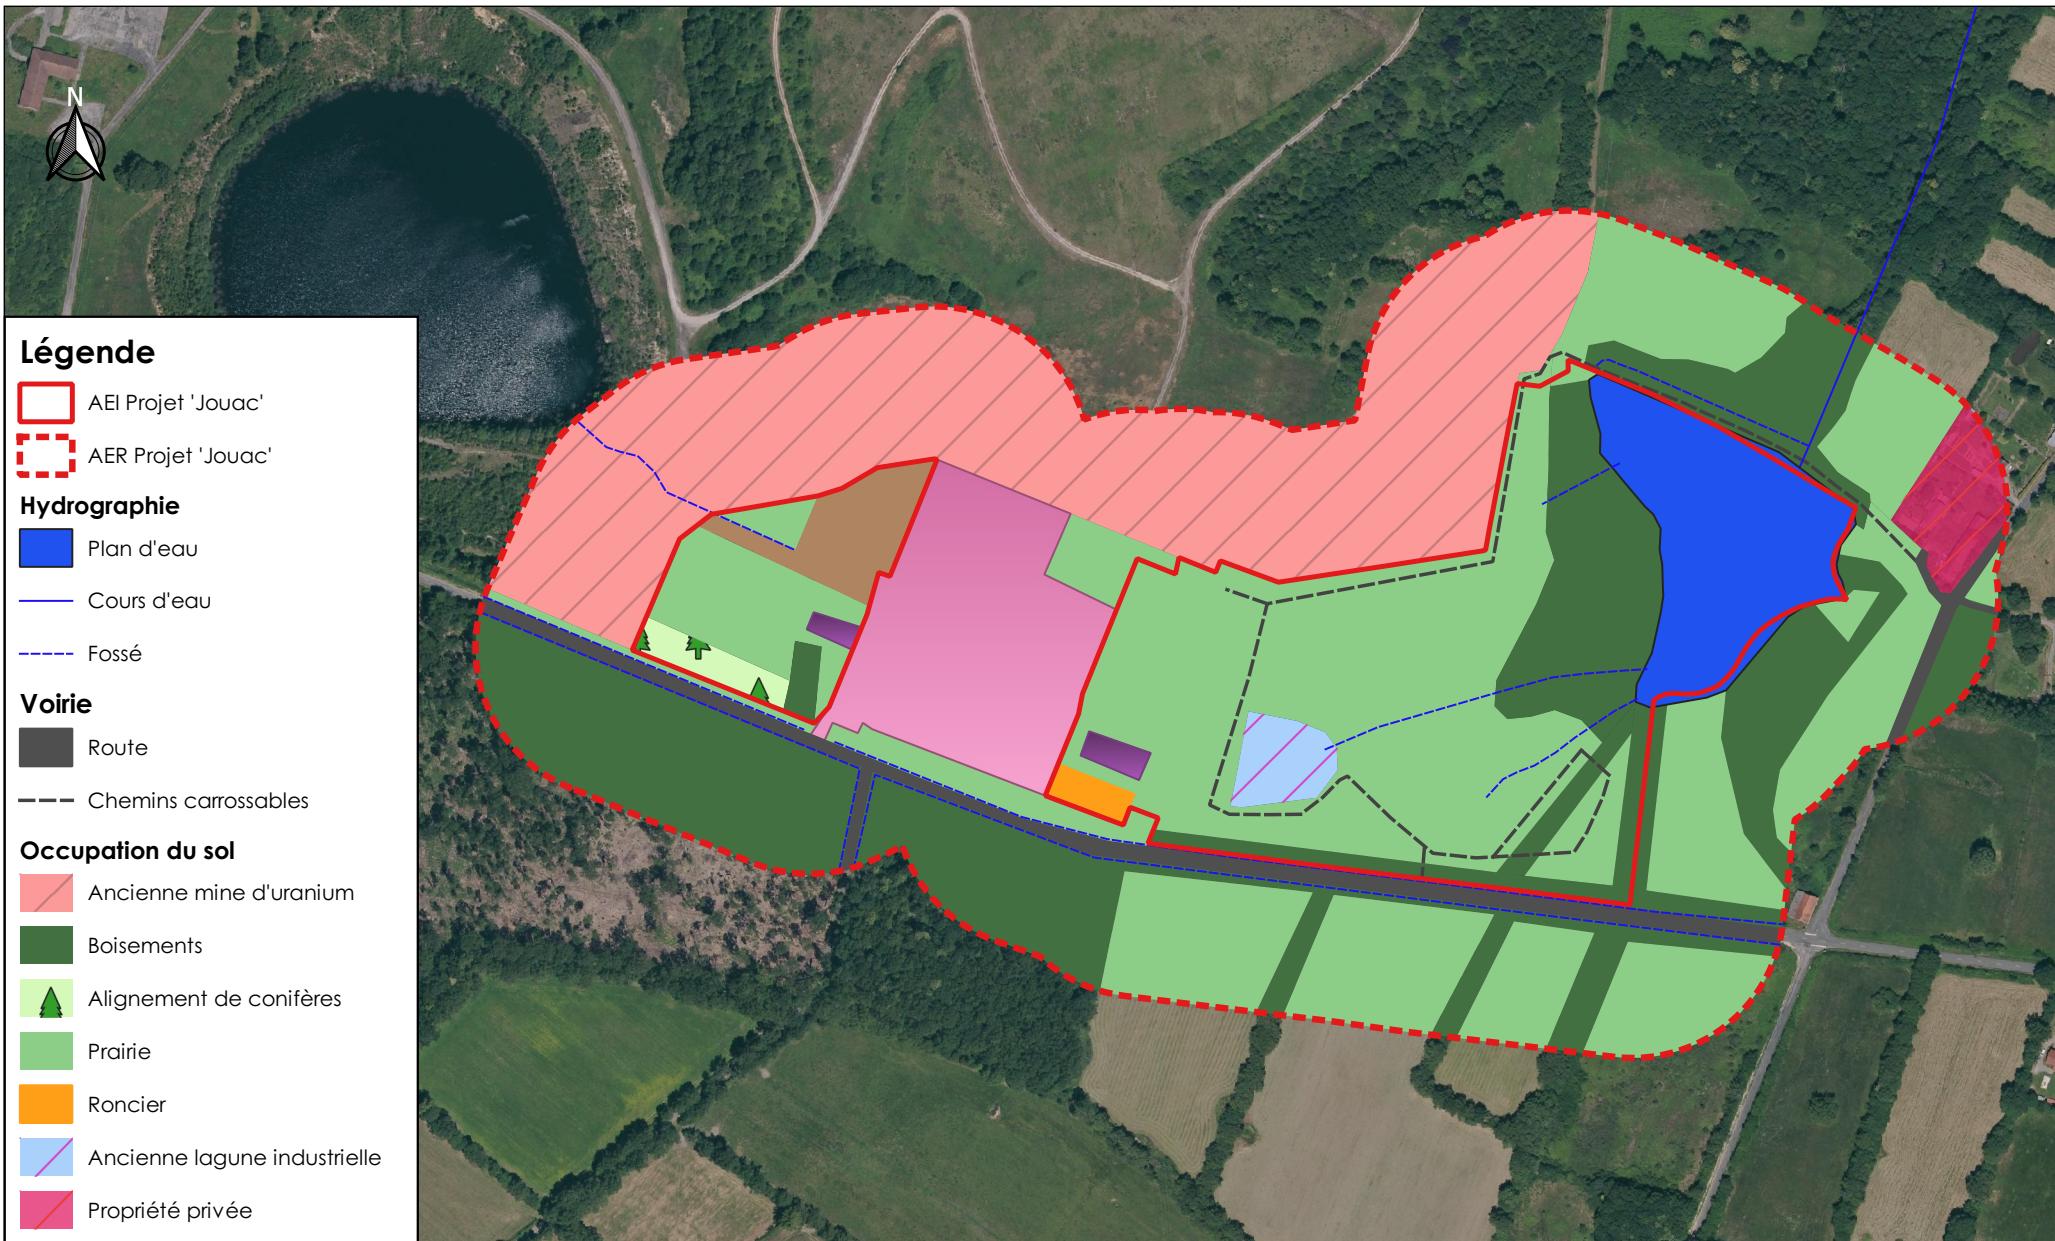 N
Légende
AEI Projet 'Jouac'
AER Projet 'Jouac'
Hydrographie
Plan d'eau
Cours d'eau
Fossé
Voirie
Route
Chemins carrossables
Occupation du sol
Ancienne mine d'uranium
Boisements
Alignement de conifères
Prairie
Roncier
Ancienne lagune industrielle
Propriété privée